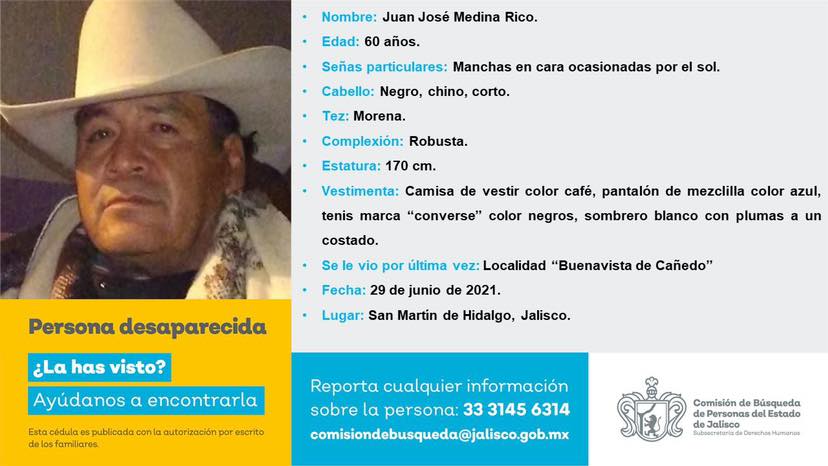 • Nombre: Juan José Medina Rico.
• Edad: 60 años.
• Señas particulares: Manchas en cara ocasionadas por el sol.
• Cabello: Negro, chino, corto.
• Tez: Morena.
• Complexión: Robusta.
• Estatura: 170 cm.
• Vestimenta: Camisa de vestir color café, pantalón de mezclilla color azul,
tenis marca “converse” color negros, sombrero blanco con plumas a un
costado.
• Se le vio por última vez: Localidad “Buenavista de Cañedo”
• Fecha: 29 de junio de 2021.
• Lugar: San Martín de Hidalgo, Jalisco.
Persona desaparecida
¿La has visto?
Ayúdanos a encontrarla
Esta cédula es publicada con la autorización por escrito
de los familiares.
Reporta cualquier información
sobre la persona: 33 3145 6314
comisiondebusqueda@jalisco.gob.mx
Comisión de Búsqueda
de Personas del Estado
de Jalisco
Subsecretaría de Derechos Humanos